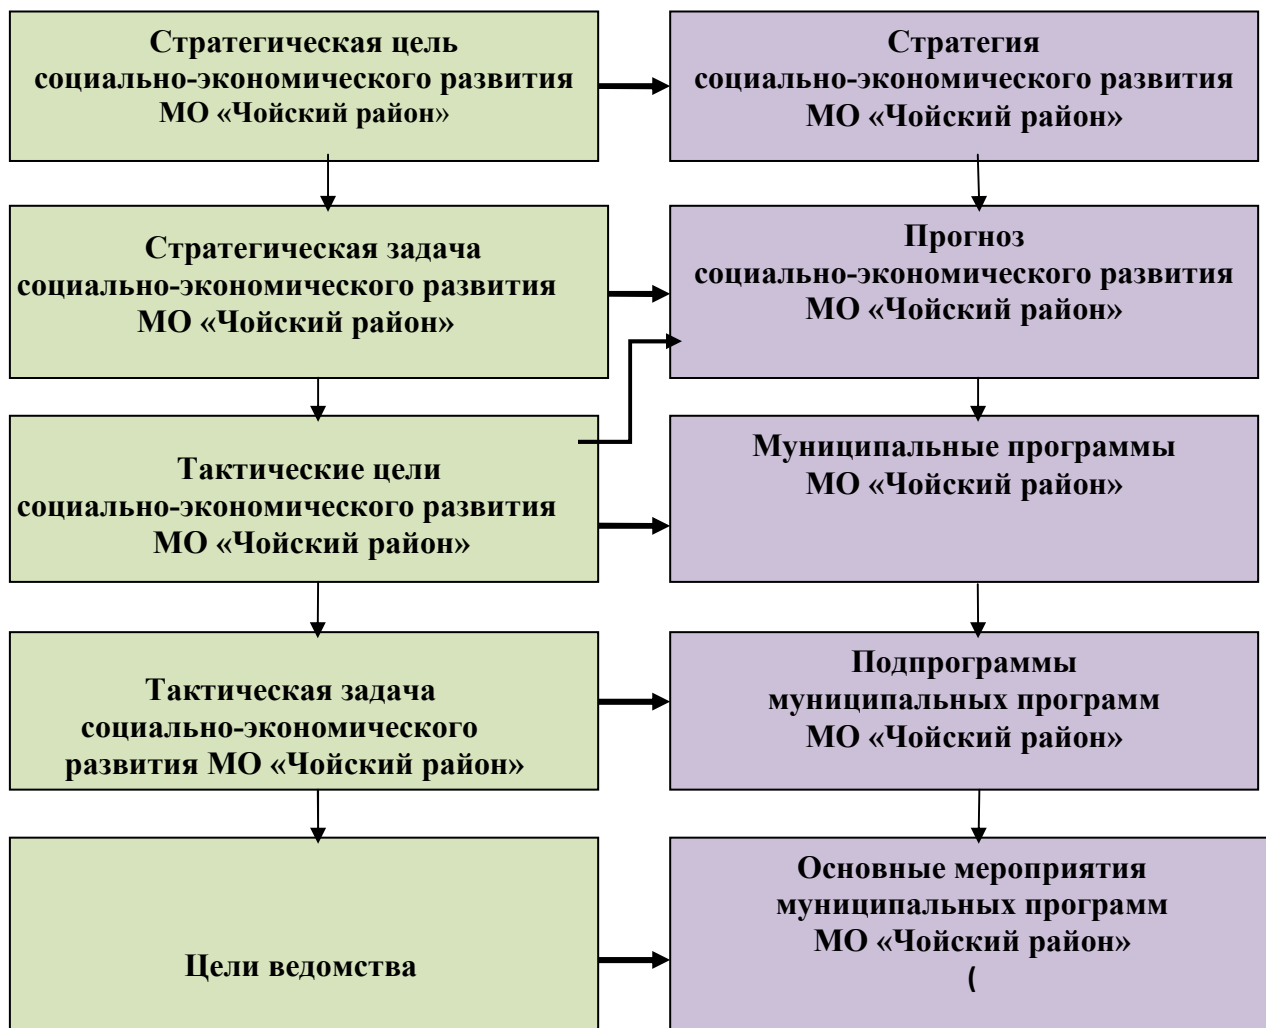 Стратегическая цель
социально-экономического развития
МО «Чойский район»
Стратегия
социально-экономического развития
МО «Чойский район»
Стратегическая задача
социально-экономического развития
МО «Чойский район»
Прогноз
социально-экономического развития
МО «Чойский район»
Тактические цели
социально-экономического развития
МО «Чойский район»
Муниципальные программы
МО «Чойский район»
Тактическая задача
социально-экономического
развития МО «Чойский район»
Подпрограммы
муниципальных программ
МО «Чойский район»
Цели ведомства
Основные мероприятия
муниципальных программ
МО «Чойский район»
(